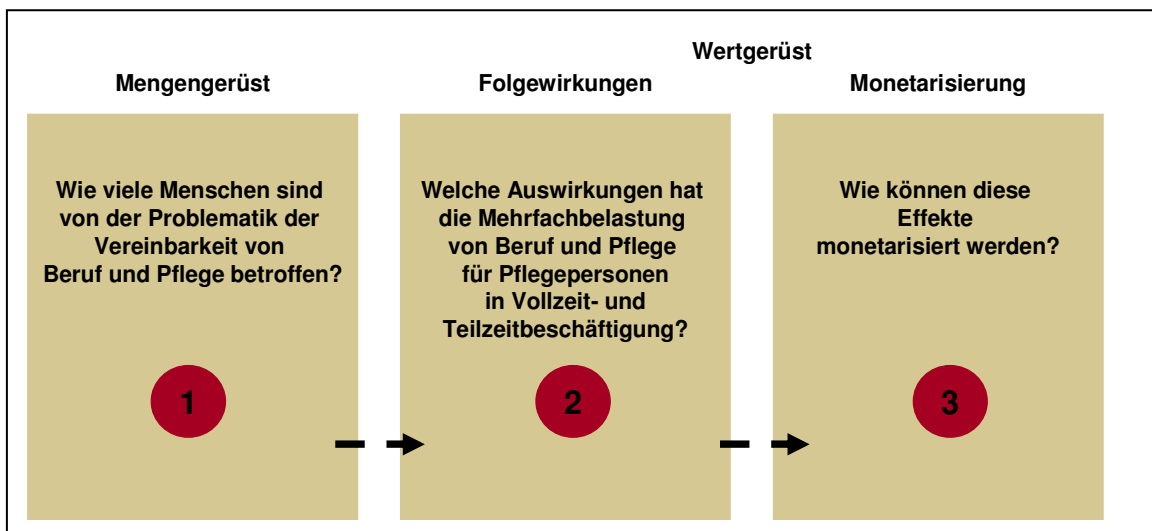 Wertgerüst
Mengengerüst
Folgewirkungen
Monetarisierung
Wie viele Menschen sind
von der Problematik der
Vereinbarkeit von
Beruf und Pflege betroffen?
1
Welche Auswirkungen hat
die Mehrfachbelastung
von Beruf und Pflege
für Pflegepersonen
in Vollzeit- und
Teilzeitbeschäftigung?
2
Wie können diese
Effekte
monetarisiert werden?
3